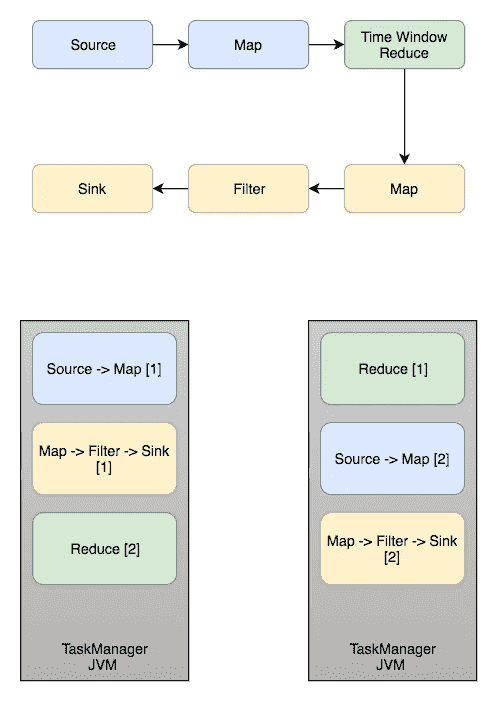 Source
Map
Time Window
Reduce
Sink
Filter
Map
Source -> Map [1]
Map -> Filter -> Sink
[1]
Reduce [2]
TaskManager
JVM
Reduce [1]
Source -> Map [2]
Map -> Filter -> Sink
[2]
TaskManager
JVM